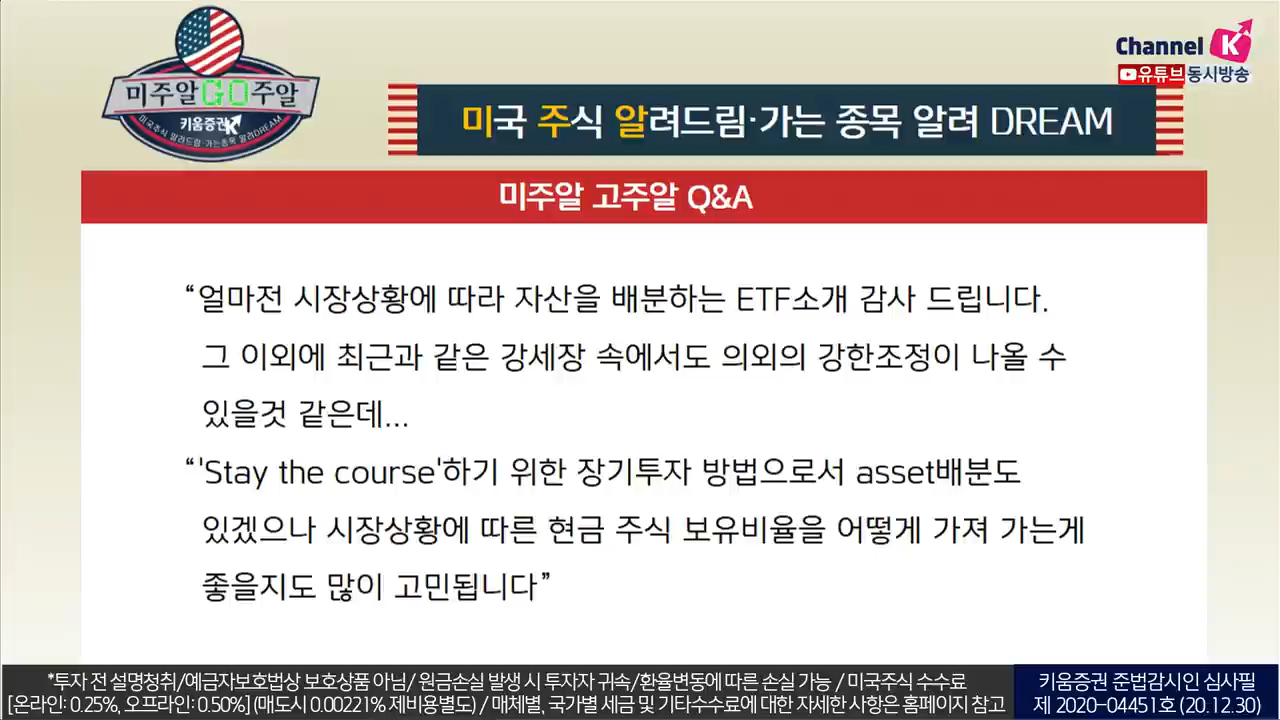 미주알GO주알
키움증권K
미국주식 알려드림·가는종목 알려DREAM
Channel K
유튜브 동시방송
미국 주식 알려드림·가는 종목 알려 DREAM
미주알 고주알 Q&A
“얼마전 시장상황에 따라 자산을 배분하는 ETF소개 감사 드립니다.
그 이외에 최근과 같은 강세장 속에서도 의외의 강한조정이 나올 수
있을것 같은데...
“'Stay the course'하기 위한 장기투자 방법으로서 asset배분도
있겠으나 시장상황에 따른 현금 주식 보유비율을 어떻게 가져 가는게
좋을지도 많이 고민됩니다”
*투자 전 설명청취/예금자보호법상 보호상품 아님/ 원금손실 발생 시 투자자 귀속/환율변동에 따른 손실 가능 / 미국주식 수수료
[온라인: 0.25%, 오프라인: 0.50%] (매도시 0.00221% 제비용별도) / 매체별, 국가별 세금 및 기타수수료에 대한 자세한 사항은 홈페이지 참고
키움증권 준법감시인 심사필
제 2020-04451호 (20.12.30)